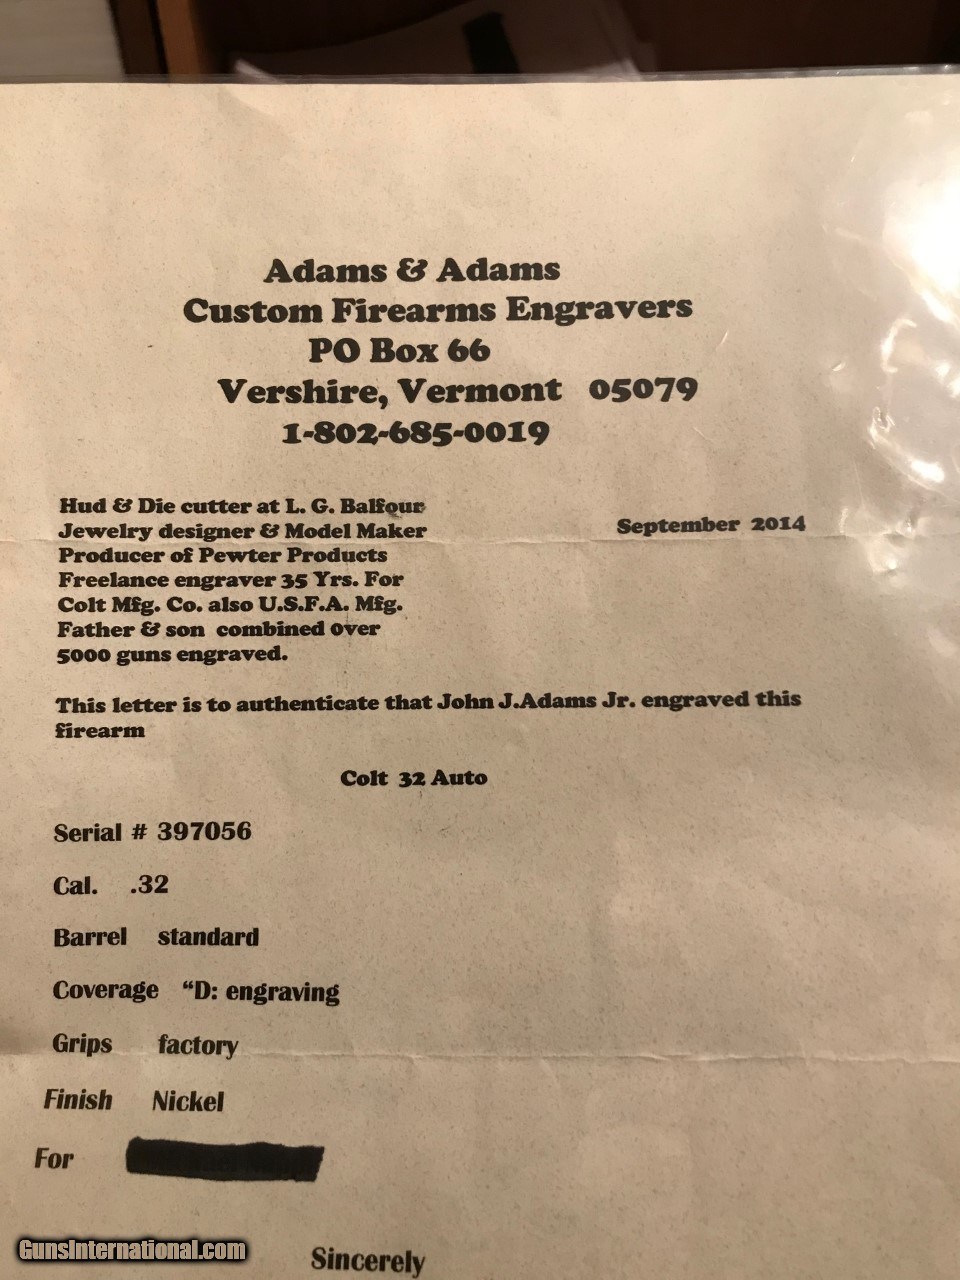 Adams & Adams
Custom Firearms Engravers
PO Box 66
Vershire, Vermont 05079
1-802-685-0019
Hud & Die cutter at L. G. Balfour
Jewelry designer & Model Maker
September 2014
Producer of Pewter Products
Freelance engraver 35 Yrs. For
Colt Mfg. Co. also U.S.F.A. Mfg.
Father & son combined over
5000 guns engraved.
This letter is to authenticate that John J.Adams Jr. engraved this
firearm
Colt 32 Auto
Serial # 397056
Cal. .32
Barrel standard
Coverage “D: engraving
Grips factory
Finish Nickel
For
Sincerely
GunsInternational.com